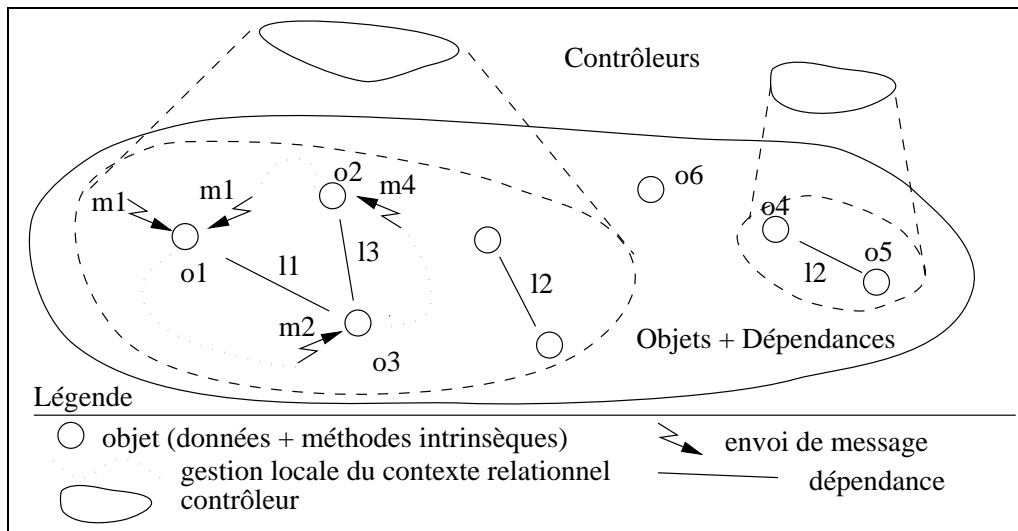 Contrôleurs
o2
o6
m1
m1
m4
o4
o1
l1
l3
l2
o5
l2
m2
o3
Objets + Dépendances
Légende
objet (données + méthodes intrinsèques)
envoi de message
gestion locale du contexte relationnel
dépendance
contrôleur